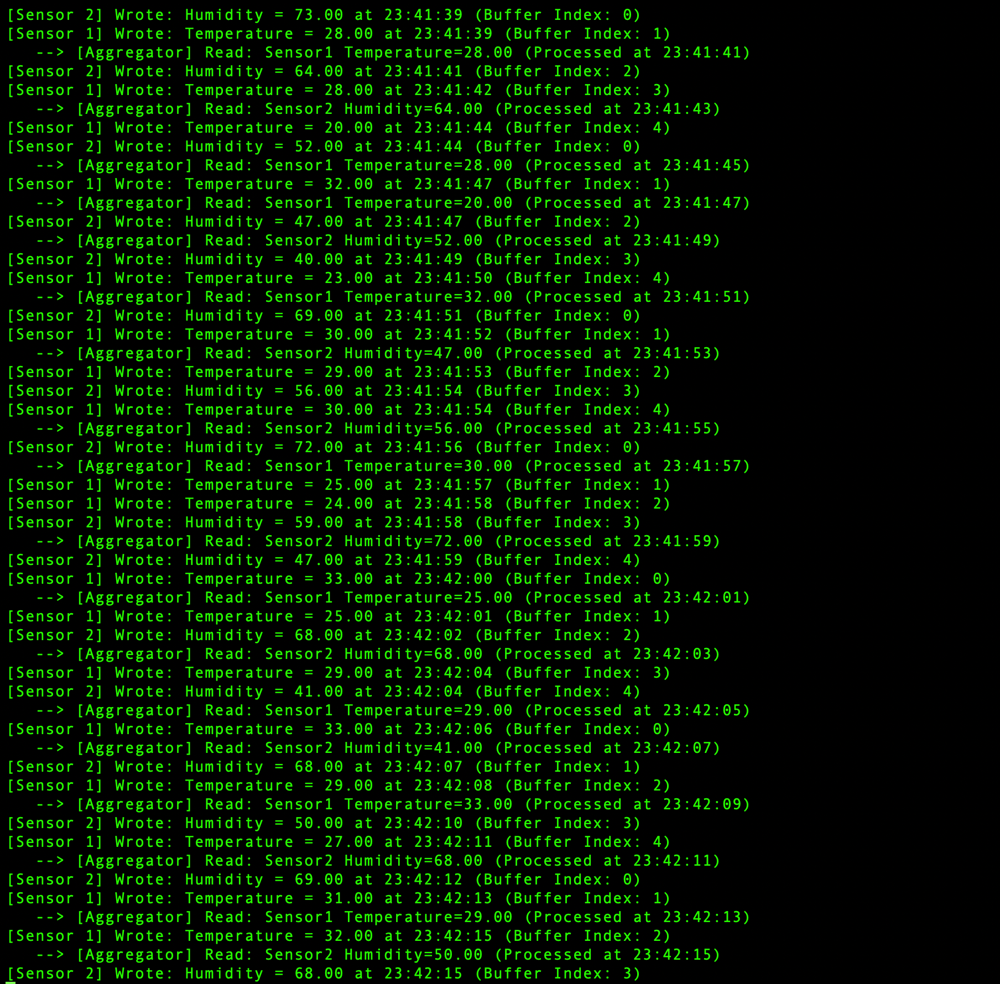 [Sensor 2] Wrote: Humidity = 73.00 at 23:41:39 (Buffer Index: 0)
[Sensor 1] Wrote: Temperature = 28.00 at 23:41:39 (Buffer Index: 1)
   --> [Aggregator] Read: Sensor1 Temperature=28.00 (Processed at 23:41:41)
[Sensor 2] Wrote: Humidity = 64.00 at 23:41:41 (Buffer Index: 2)
[Sensor 1] Wrote: Temperature = 28.00 at 23:41:42 (Buffer Index: 3)
   --> [Aggregator] Read: Sensor2 Humidity=64.00 (Processed at 23:41:43)
[Sensor 1] Wrote: Temperature = 20.00 at 23:41:44 (Buffer Index: 4)
[Sensor 2] Wrote: Humidity = 52.00 at 23:41:44 (Buffer Index: 0)
   --> [Aggregator] Read: Sensor1 Temperature=28.00 (Processed at 23:41:45)
[Sensor 1] Wrote: Temperature = 32.00 at 23:41:47 (Buffer Index: 1)
   --> [Aggregator] Read: Sensor1 Temperature=20.00 (Processed at 23:41:47)
[Sensor 2] Wrote: Humidity = 47.00 at 23:41:47 (Buffer Index: 2)
   --> [Aggregator] Read: Sensor2 Humidity=52.00 (Processed at 23:41:49)
[Sensor 2] Wrote: Humidity = 40.00 at 23:41:49 (Buffer Index: 3)
[Sensor 1] Wrote: Temperature = 23.00 at 23:41:50 (Buffer Index: 4)
   --> [Aggregator] Read: Sensor1 Temperature=32.00 (Processed at 23:41:51)
[Sensor 2] Wrote: Humidity = 69.00 at 23:41:51 (Buffer Index: 0)
[Sensor 1] Wrote: Temperature = 30.00 at 23:41:52 (Buffer Index: 1)
   --> [Aggregator] Read: Sensor2 Humidity=47.00 (Processed at 23:41:53)
[Sensor 1] Wrote: Temperature = 29.00 at 23:41:53 (Buffer Index: 2)
[Sensor 2] Wrote: Humidity = 56.00 at 23:41:54 (Buffer Index: 3)
[Sensor 1] Wrote: Temperature = 30.00 at 23:41:54 (Buffer Index: 4)
   --> [Aggregator] Read: Sensor2 Humidity=56.00 (Processed at 23:41:55)
[Sensor 2] Wrote: Humidity = 72.00 at 23:41:56 (Buffer Index: 0)
   --> [Aggregator] Read: Sensor1 Temperature=30.00 (Processed at 23:41:57)
[Sensor 1] Wrote: Temperature = 25.00 at 23:41:57 (Buffer Index: 1)
[Sensor 1] Wrote: Temperature = 24.00 at 23:41:58 (Buffer Index: 2)
[Sensor 2] Wrote: Humidity = 59.00 at 23:41:58 (Buffer Index: 3)
   --> [Aggregator] Read: Sensor2 Humidity=72.00 (Processed at 23:41:59)
[Sensor 2] Wrote: Humidity = 47.00 at 23:41:59 (Buffer Index: 4)
[Sensor 1] Wrote: Temperature = 33.00 at 23:42:00 (Buffer Index: 0)
   --> [Aggregator] Read: Sensor1 Temperature=25.00 (Processed at 23:42:01)
[Sensor 1] Wrote: Temperature = 25.00 at 23:42:01 (Buffer Index: 1)
[Sensor 2] Wrote: Humidity = 68.00 at 23:42:02 (Buffer Index: 2)
   --> [Aggregator] Read: Sensor2 Humidity=68.00 (Processed at 23:42:03)
[Sensor 1] Wrote: Temperature = 29.00 at 23:42:04 (Buffer Index: 3)
[Sensor 2] Wrote: Humidity = 41.00 at 23:42:04 (Buffer Index: 4)
   --> [Aggregator] Read: Sensor1 Temperature=29.00 (Processed at 23:42:05)
[Sensor 1] Wrote: Temperature = 33.00 at 23:42:06 (Buffer Index: 0)
   --> [Aggregator] Read: Sensor2 Humidity=41.00 (Processed at 23:42:07)
[Sensor 2] Wrote: Humidity = 68.00 at 23:42:07 (Buffer Index: 1)
[Sensor 1] Wrote: Temperature = 29.00 at 23:42:08 (Buffer Index: 2)
   --> [Aggregator] Read: Sensor1 Temperature=33.00 (Processed at 23:42:09)
[Sensor 2] Wrote: Humidity = 50.00 at 23:42:10 (Buffer Index: 3)
[Sensor 1] Wrote: Temperature = 27.00 at 23:42:11 (Buffer Index: 4)
   --> [Aggregator] Read: Sensor2 Humidity=68.00 (Processed at 23:42:11)
[Sensor 2] Wrote: Humidity = 69.00 at 23:42:12 (Buffer Index: 0)
[Sensor 1] Wrote: Temperature = 31.00 at 23:42:13 (Buffer Index: 1)
   --> [Aggregator] Read: Sensor1 Temperature=29.00 (Processed at 23:42:13)
[Sensor 1] Wrote: Temperature = 32.00 at 23:42:15 (Buffer Index: 2)
   --> [Aggregator] Read: Sensor2 Humidity=50.00 (Processed at 23:42:15)
[Sensor 2] Wrote: Humidity = 68.00 at 23:42:15 (Buffer Index: 3)